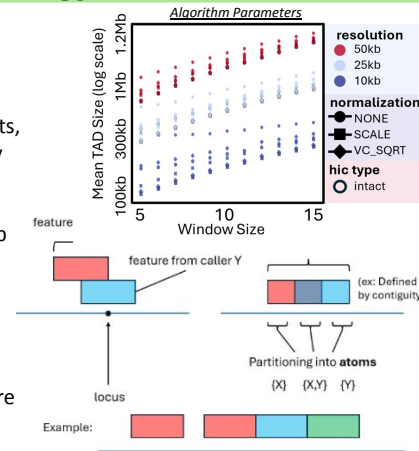 Algorithm Parameters
Mean TAD Size (log scale)
1.2Mb
1Mb
300kb
100kb
5
10
15
Window Size
resolution
50kb
25kb
10kb
normalization
NONE
SCALE
VC_SQRT
hic type
intact
ts,
feature
feature from caller Y
locus
(ex: Defined
by contiguity
Partitioning into atoms
{X} {X,Y} {Y}
re
Example: